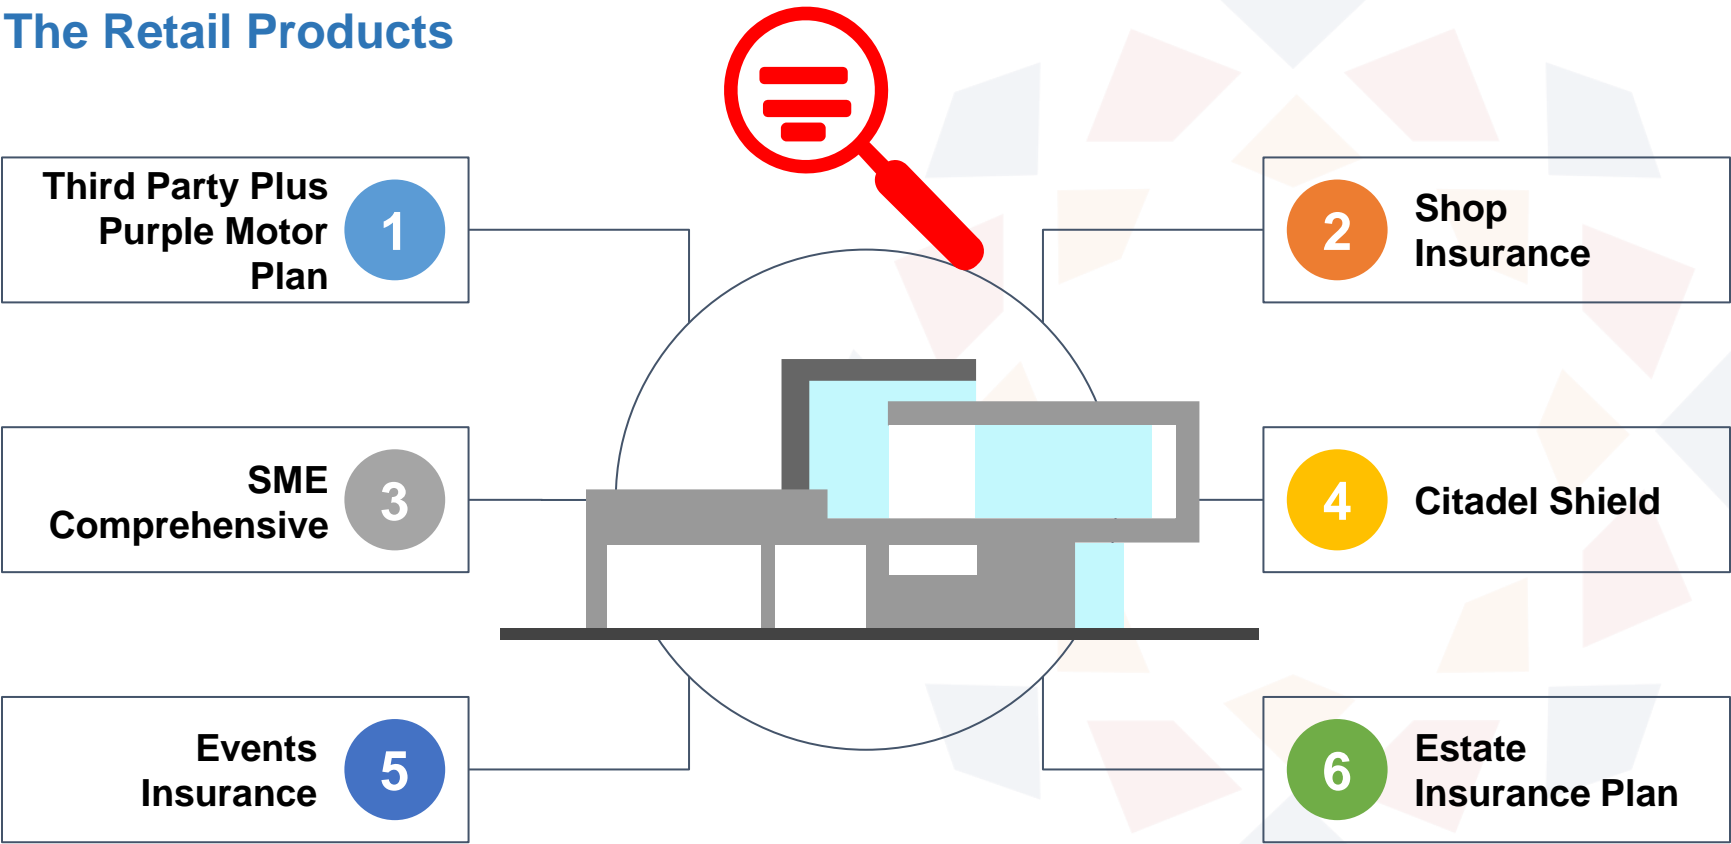 The Retail Products
Third Party Plus
Purple Motor
Plan
1
2
Shop
Insurance
SME
Comprehensive
3
4
Citadel Shield
Events
Insurance
5
6
Estate
Insurance Plan